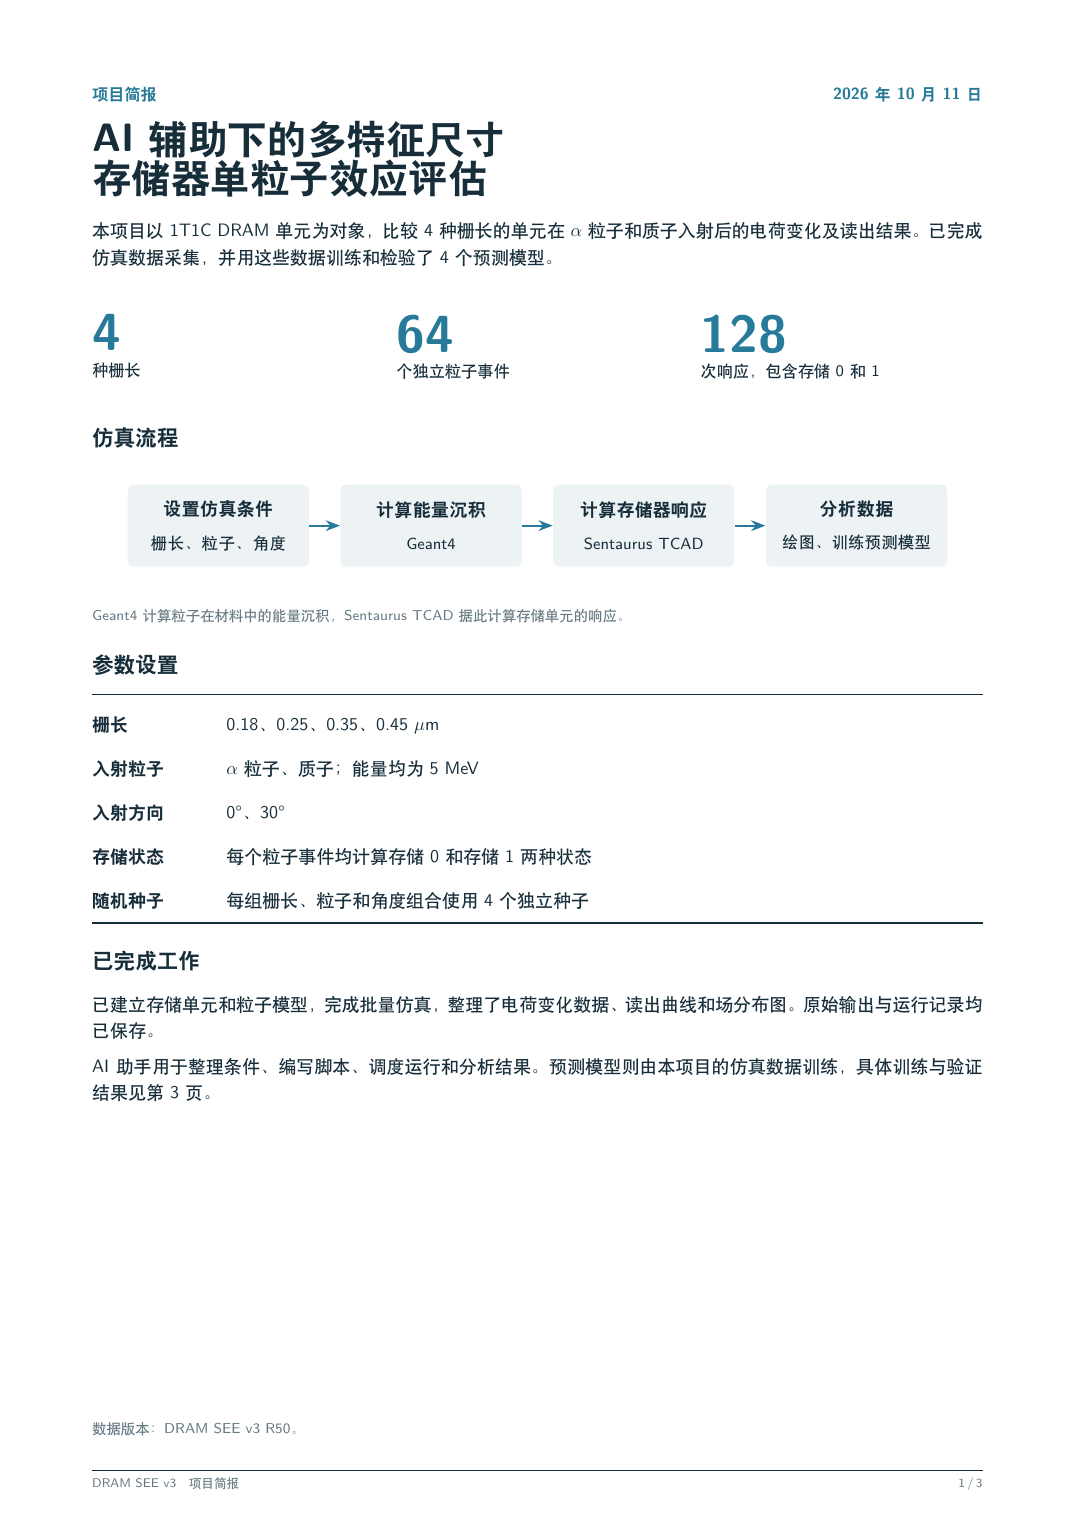 项目简报
2026 年 10 月 11 日
AI 辅助下的多特征尺寸
存储器单粒子效应评估
本项目以 1T1C DRAM 单元为对象，比较 4 种栅长的单元在 α 粒子和质子入射后的电荷变化及读出结果。已完成
仿真数据采集，并用这些数据训练和检验了 4 个预测模型。
4
种栅长
64
个独立粒子事件
128
次响应，包含存储 0 和 1
仿真流程
设置仿真条件
栅长、粒子、角度
计算能量沉积
Geant4
计算存储器响应
Sentaurus TCAD
分析数据
绘图、训练预测模型
Geant4 计算粒子在材料中的能量沉积，Sentaurus TCAD 据此计算存储单元的响应。
参数设置
栅长 0.18、0.25、0.35、0.45 μm
入射粒子 α 粒子、质子；能量均为 5 MeV
入射方向 0°、30°
存储状态 每个粒子事件均计算存储 0 和存储 1 两种状态
随机种子 每组栅长、粒子和角度组合使用 4 个独立种子
已完成工作
已建立存储单元和粒子模型，完成批量仿真，整理了电荷变化数据、读出曲线和场分布图。原始输出与运行记录均
已保存。
AI 助手用于整理条件、编写脚本、调度运行和分析结果。预测模型则由本项目的仿真数据训练，具体训练与验证
结果见第 3 页。
数据版本：DRAM SEE v3 R50。
DRAM SEE v3 项目简报
1 / 3